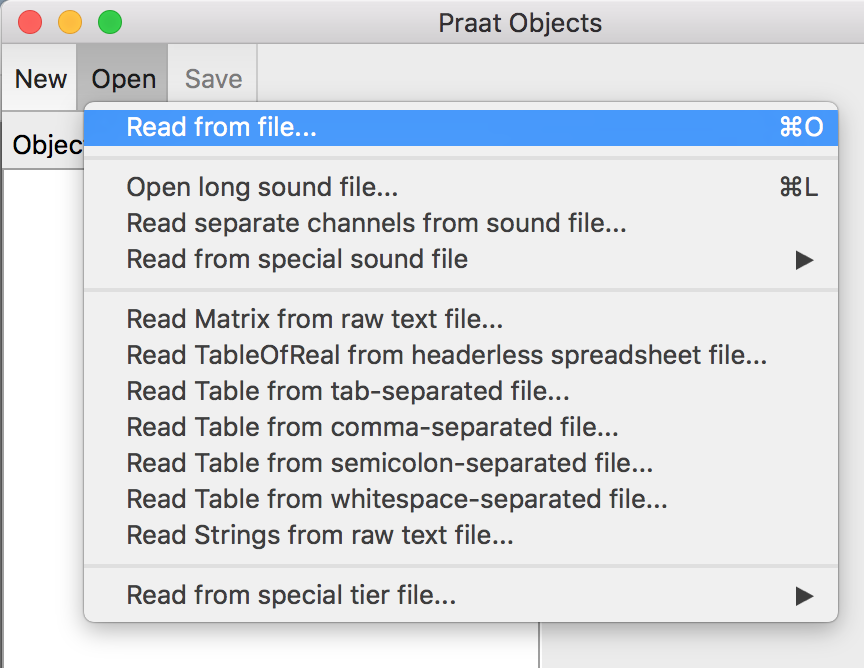 Praat Objects
New Open Save
Objec
Read from file... ⌘O
Open long sound file... ⌘L
Read separate channels from sound file...
Read from special sound file ▶
Read Matrix from raw text file...
Read TableOfReal from headerless spreadsheet file...
Read Table from tab-separated file...
Read Table from comma-separated file...
Read Table from semicolon-separated file...
Read Table from whitespace-separated file...
Read Strings from raw text file...
Read from special tier file... ▶